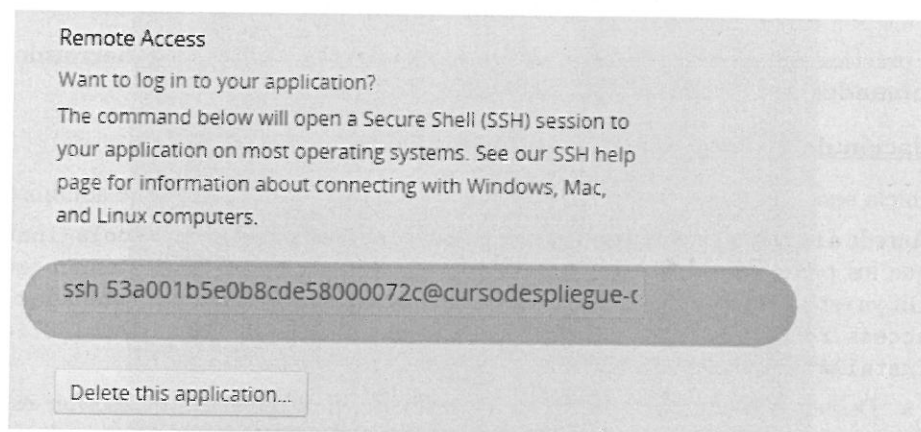 Remote Access
Want to log in to your application?
The command below will open a Secure Shell (SSH) session to
your application on most operating systems. See our SSH help
page for information about connecting with Windows, Mac,
and Linux computers.
ssh 53a001b5e0b8cde58000072c@cursodespliegue-c
Delete this application...